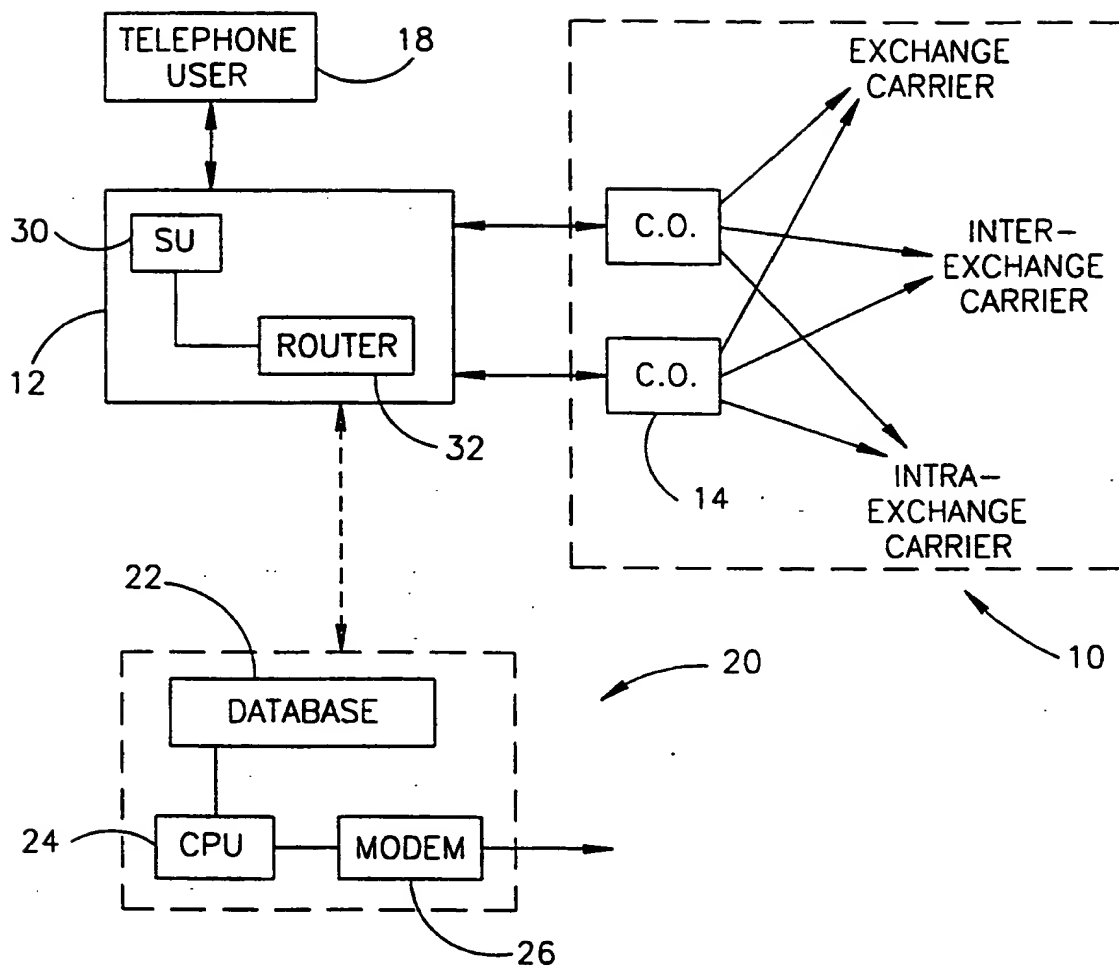 TELEPHONE
USER
18
EXCHANGE
CARRIER
30
SU
C.O.
INTER-
EXCHANGE
CARRIER
ROUTER
12
32
C.O.
14
INTRA-
EXCHANGE
CARRIER
10
22
20
DATABASE
24
CPU
MODEM
26